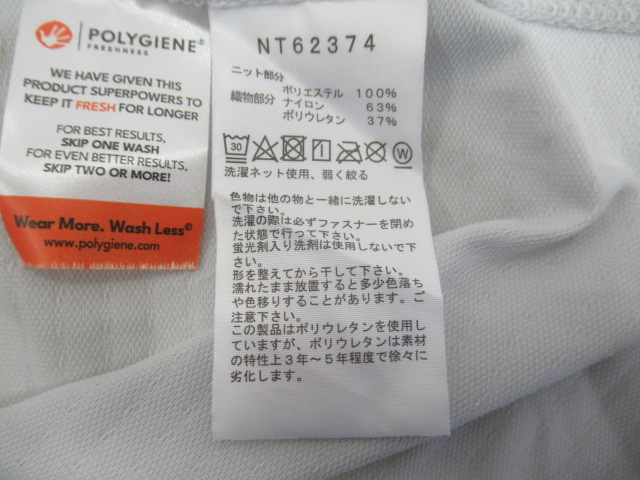 POLYGIENE®
FRESHNESS
WE HAVE GIVEN THIS
PRODUCT SUPERPOWERS TO
KEEP IT FRESH FOR LONGER
FOR BEST RESULTS,
SKIP ONE WASH
FOR EVEN BETTER RESULTS,
SKIP TWO OR MORE!
Wear More. Wash Less©
www.polygiene.com
NT62374
ニット部分
ポリエステル 100%
織物部分 ナイロン 63%
ポリウレタン 37%
30 W
洗濯ネット使用、弱く絞る
色物は他の物と一緒に洗濯しない
で下さい。
洗濯の際は必ずファスナーを閉め
た状態で行って下さい。
蛍光剤入り洗剤は使用しないで下
さい。
形を整えてから干して下さい。
濡れたまま放置すると多少色落ち
や色移りすることがあります。ご
注意下さい。
この製品はポリウレタンを使用し
ていますが、ポリウレタンは素材
の特性上3年～5年程度で徐々に
劣化します。